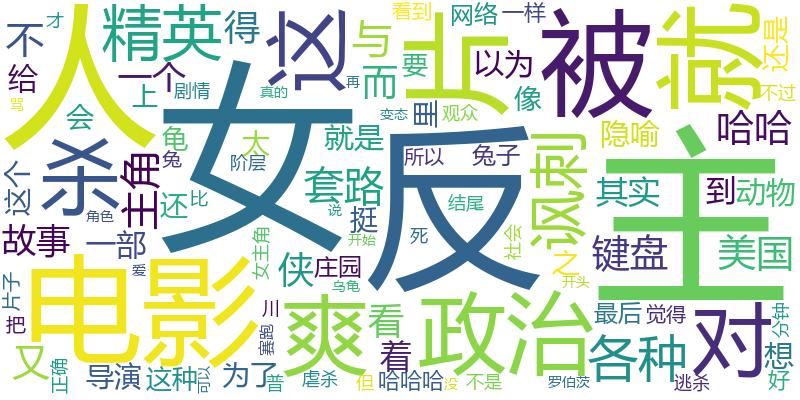 人
精英
得
这
与
看到
网络
一样
被
就
还是
不过
不
才
给
骂
一个
上
剧情
真的
再
而
要
以为
像
会
龟
兔
太
变态
里
观众
片
女
反
主
杀
主角
阶层
就是
所以
兔子
讽刺
隐喻
哈哈
这个
角色
还
比
套路
说
结尾
死
社会
其实
到
动物
故事
一部
爱
女主角
挺
开始
侠
庄园
乌龟
之
开头
键盘
美国
片子
把
电影
川
赛跑
爽
看
政治
最后
觉得
对
分钟
又
正确
导演
这种
可以
为了
普
虐杀
但
着
哈哈哈
没
不是
各种
罗伯茨
逃杀
想
好